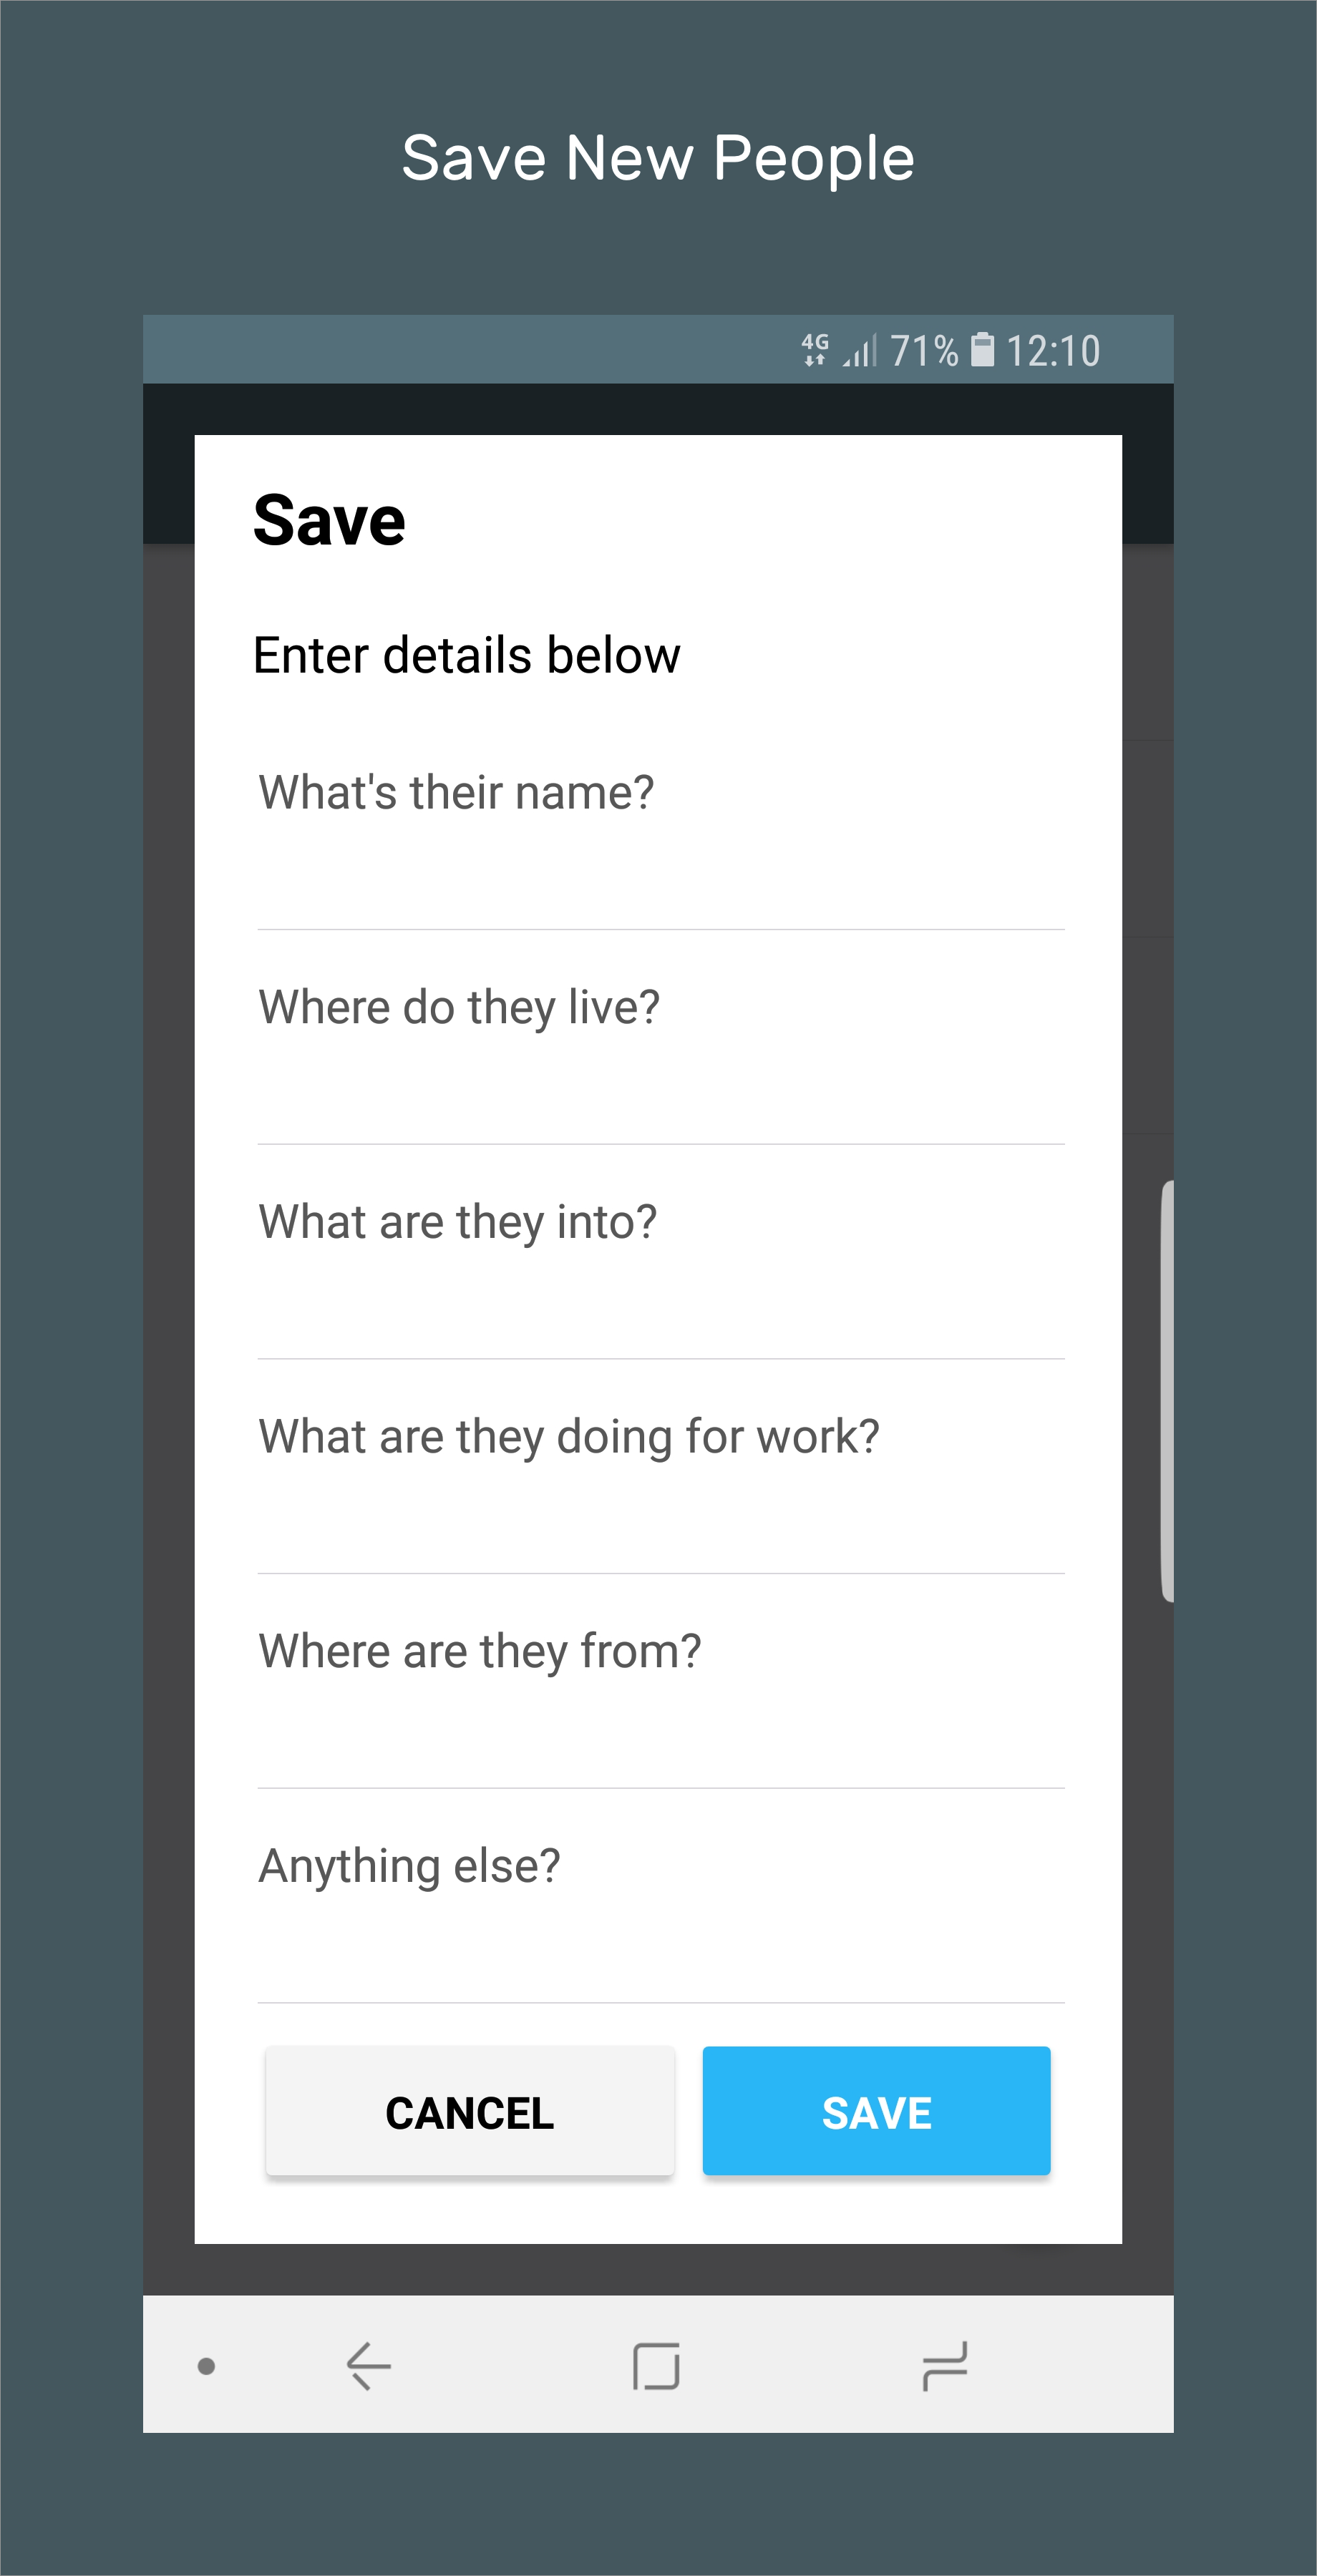 Save New People
4G 71% 12:10
Save
Enter details below
What's their name?
Where do they live?
What are they into?
What are they doing for work?
Where are they from?
Anything else?
CANCEL SAVE